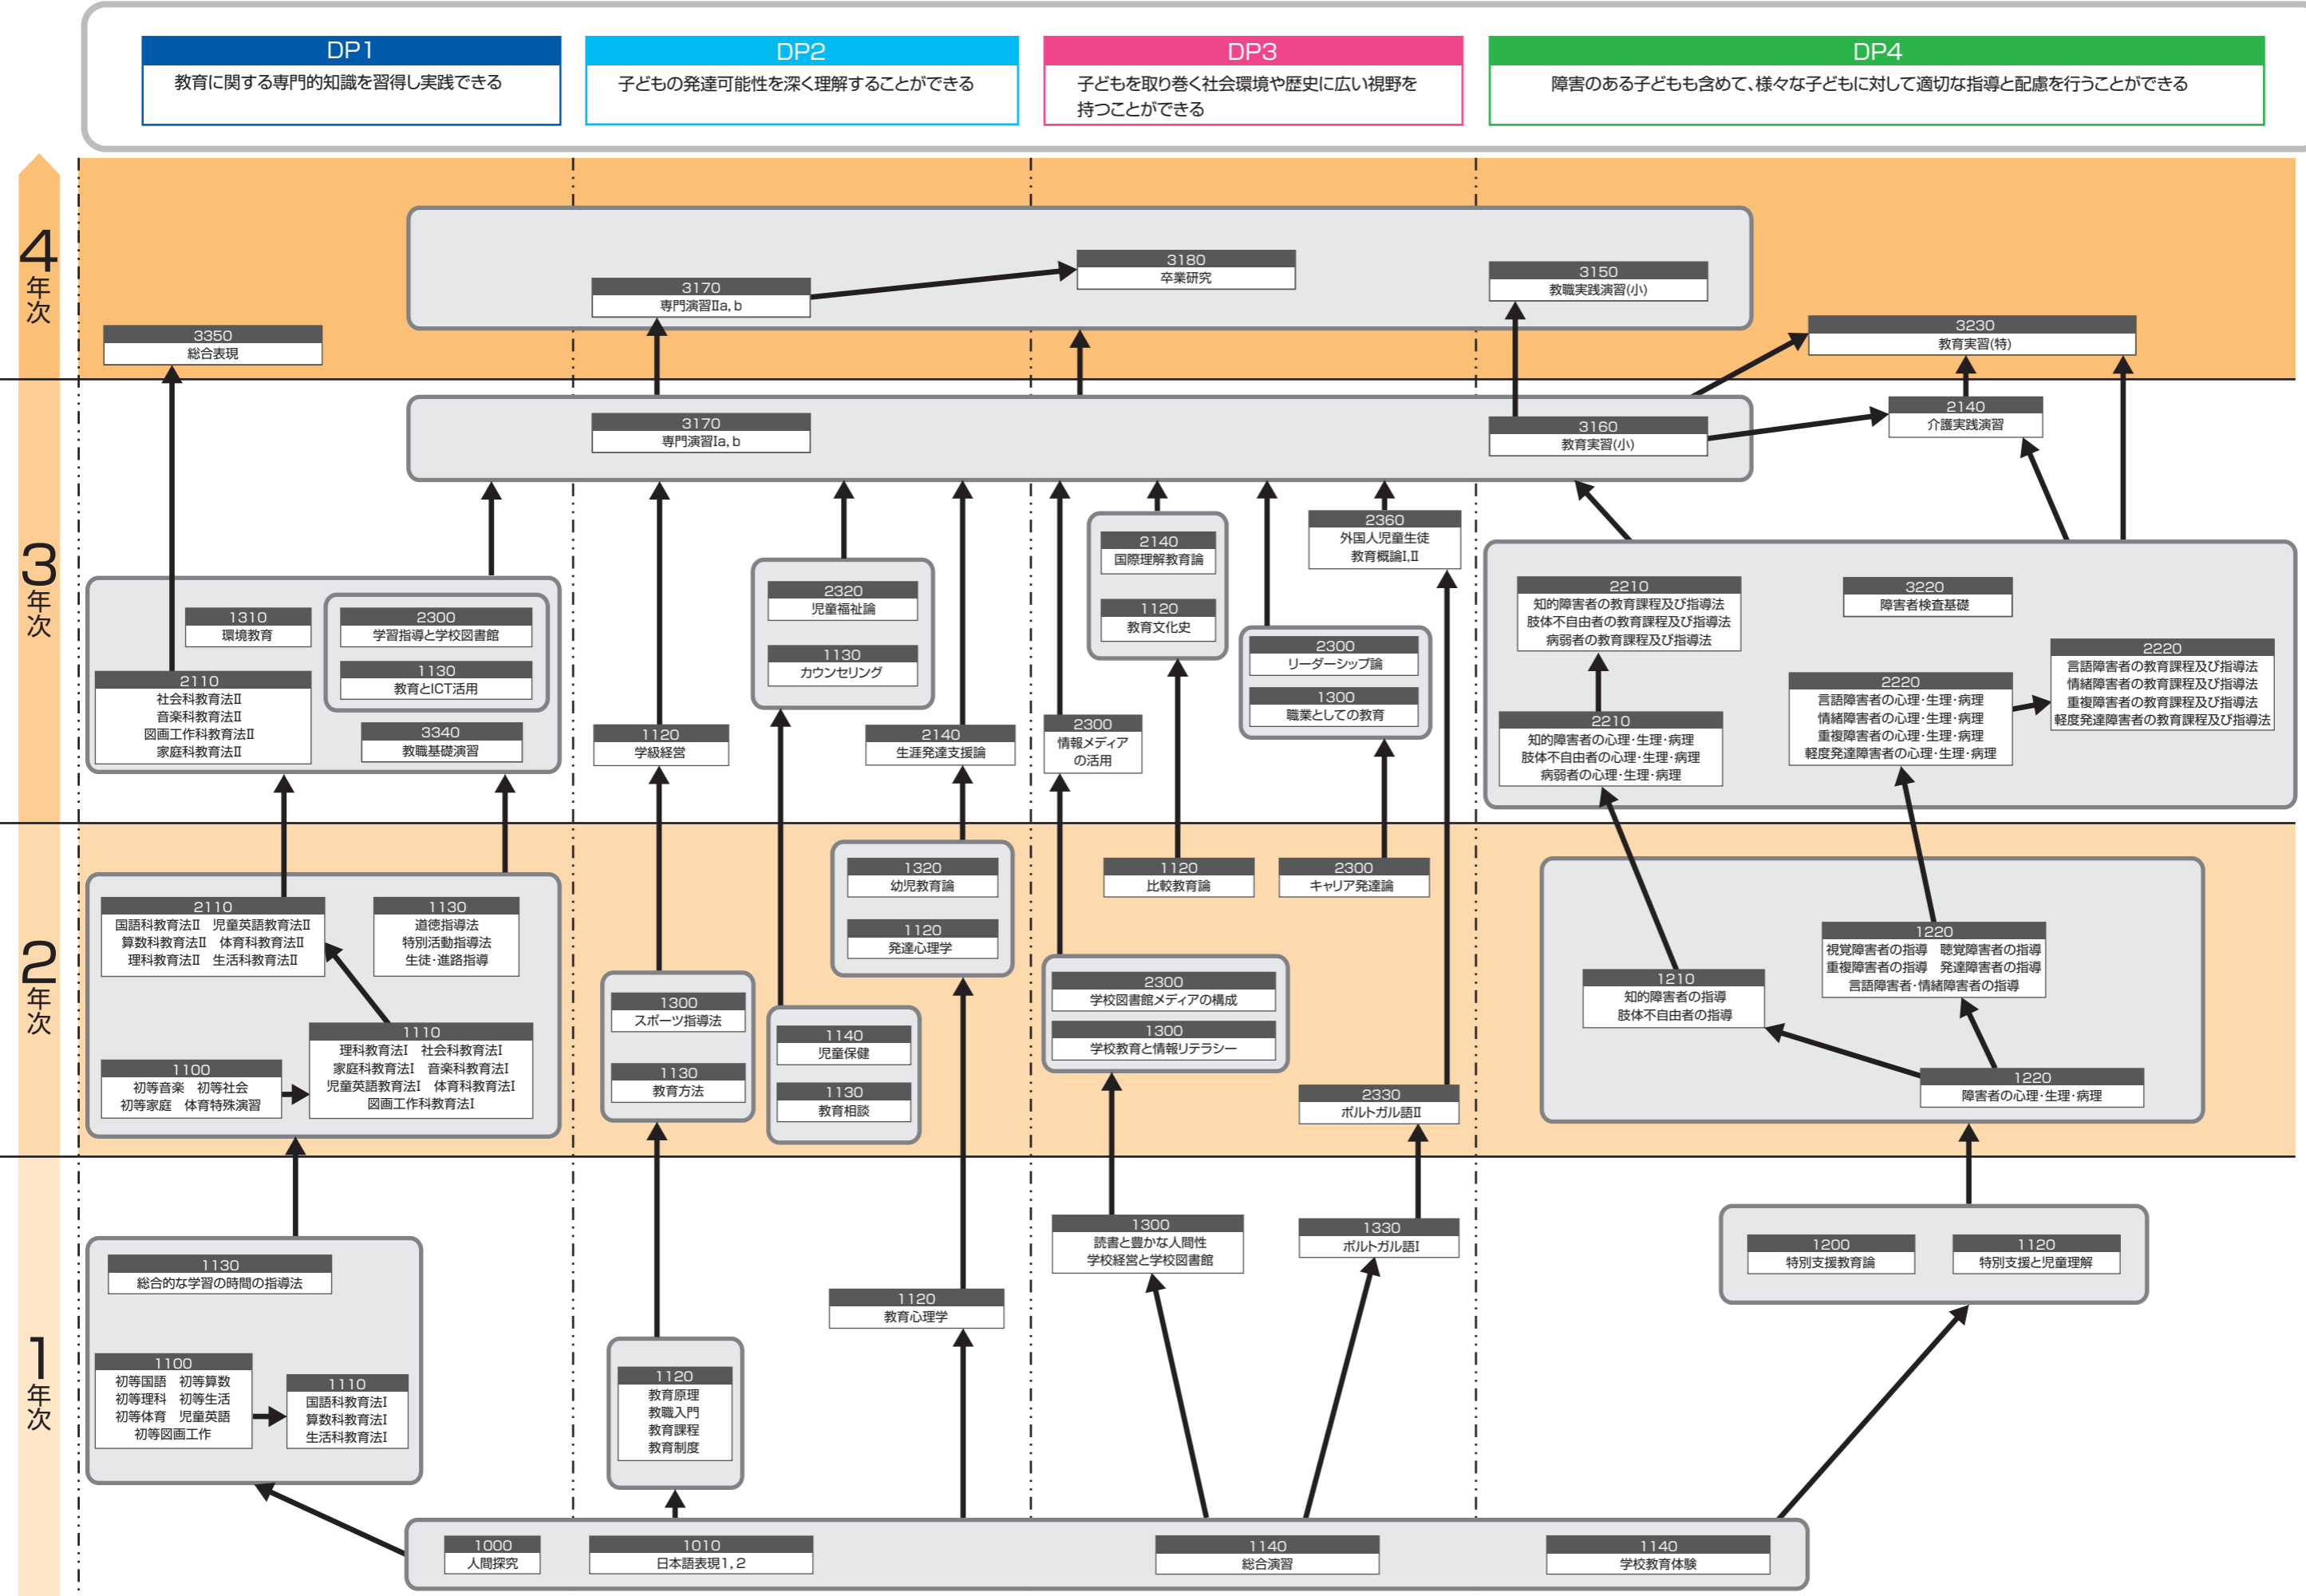 DP1
教育に関する専門的知識を習得し実践できる
DP2
子どもの発達可能性を深く理解することができる
DP3
子どもを取り巻く社会環境や歴史に広い視野を
持つことができる
DP4
障害のある子どもも含めて、様々な子どもに対して適切な指導と配慮を行うことができる
4年次
3180
卒業研究
3150
教職実践演習(小)
3170
専門演習Ⅱa, b
3350
総合表現
3230
教育実習(特)
3年次
3170
専門演習Ⅰa, b
3160
教育実習(小)
2140
介護実践演習
1310
環境教育
2300
学習指導と学校図書館
1130
教育とICT活用
2110
社会科教育法Ⅱ
音楽科教育法Ⅱ
図画工作科教育法Ⅱ
家庭科教育法Ⅱ
3340
教職基礎演習
1120
学級経営
2320
児童福祉論
1130
カウンセリング
2140
生涯発達支援論
2300
情報メディア
の活用
2140
国際理解教育論
1120
教育文化史
2360
外国人児童生徒
教育概論Ⅰ,Ⅱ
2300
リーダーシップ論
1300
職業としての教育
2210
知的障害者の教育課程及び指導法
肢体不自由者の教育課程及び指導法
病弱者の教育課程及び指導法
3220
障害者検査基礎
2210
知的障害者の心理・生理・病理
肢体不自由者の心理・生理・病理
病弱者の心理・生理・病理
2220
言語障害者の心理・生理・病理
情緒障害者の心理・生理・病理
重複障害者の心理・生理・病理
軽度発達障害者の心理・生理・病理
2220
言語障害者の教育課程及び指導法
情緒障害者の教育課程及び指導法
重複障害者の教育課程及び指導法
軽度発達障害者の教育課程及び指導法
2年次
2110
国語科教育法Ⅱ 児童英語教育法Ⅱ
算数科教育法Ⅱ 体育科教育法Ⅱ
理科教育法Ⅱ 生活科教育法Ⅱ
1130
道徳指導法
特別活動指導法
生徒・進路指導
1100
初等音楽 初等社会
初等家庭 体育特殊演習
1110
理科教育法Ⅰ 社会科教育法Ⅰ
家庭科教育法Ⅰ 音楽科教育法Ⅰ
児童英語教育法Ⅰ 体育科教育法Ⅰ
図画工作科教育法Ⅰ
1300
スポーツ指導法
1130
教育方法
1140
児童保健
1130
教育相談
1320
幼児教育論
1120
発達心理学
1120
比較教育論
2300
キャリア発達論
2300
学校図書館メディアの構成
1300
学校教育と情報リテラシー
2330
ポルトガル語Ⅱ
1210
知的障害者の指導
肢体不自由者の指導
1220
視覚障害者の指導 聴覚障害者の指導
重複障害者の指導 発達障害者の指導
言語障害者・情緒障害者の指導
1220
障害者の心理・生理・病理
1年次
1130
総合的な学習の時間の指導法
1100
初等国語 初等算数
初等理科 初等生活
初等体育 児童英語
初等図画工作
1110
国語科教育法Ⅰ
算数科教育法Ⅰ
生活科教育法Ⅰ
1120
教育原理
教職入門
教育課程
教育制度
1120
教育心理学
1300
読書と豊かな人間性
学校経営と学校図書館
1330
ポルトガル語Ⅰ
1200
特別支援教育論
1120
特別支援と児童理解
1000
人間探究
1010
日本語表現1, 2
1140
総合演習
1140
学校教育体験